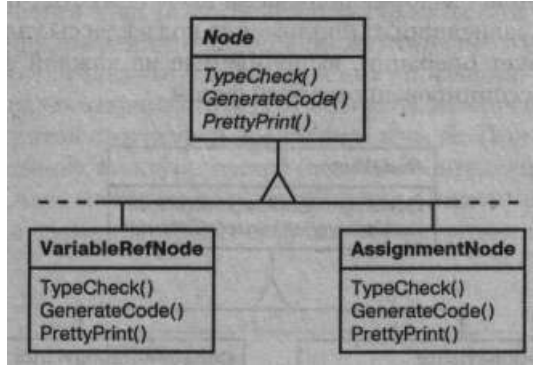 Node
TypeCheck()
GenerateCode()
PrettyPrint()
VariableRefNode
TypeCheck()
GenerateCode()
PrettyPrint()
AssignmentNode
TypeCheck()
GenerateCode()
PrettyPrint()